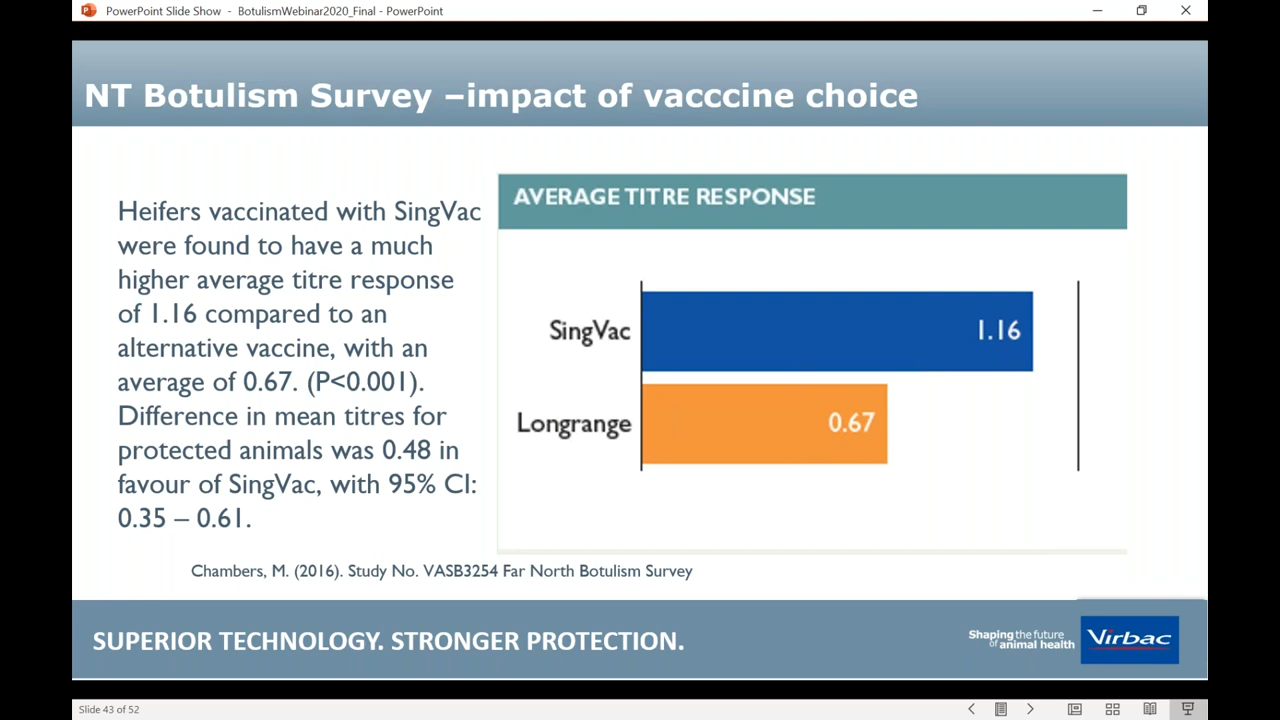 PowerPoint Slide Show - BotulismWebinar2020_Final - PowerPoint
NT Botulism Survey –impact of vacccine choice
Heifers vaccinated with SingVac
were found to have a much
higher average titre response
of 1.16 compared to an
alternative vaccine, with an
average of 0.67. (P<0.001).
Difference in mean titres for
protected animals was 0.48 in
favour of SingVac, with 95% CI:
0.35 – 0.61.
AVERAGE TITRE RESPONSE
SingVac
1.16
Longrange
0.67
Chambers, M. (2016). Study No. VASB3254 Far North Botulism Survey
SUPERIOR TECHNOLOGY. STRONGER PROTECTION.
Shaping the future
of animal health
Virbac
Slide 43 of 52